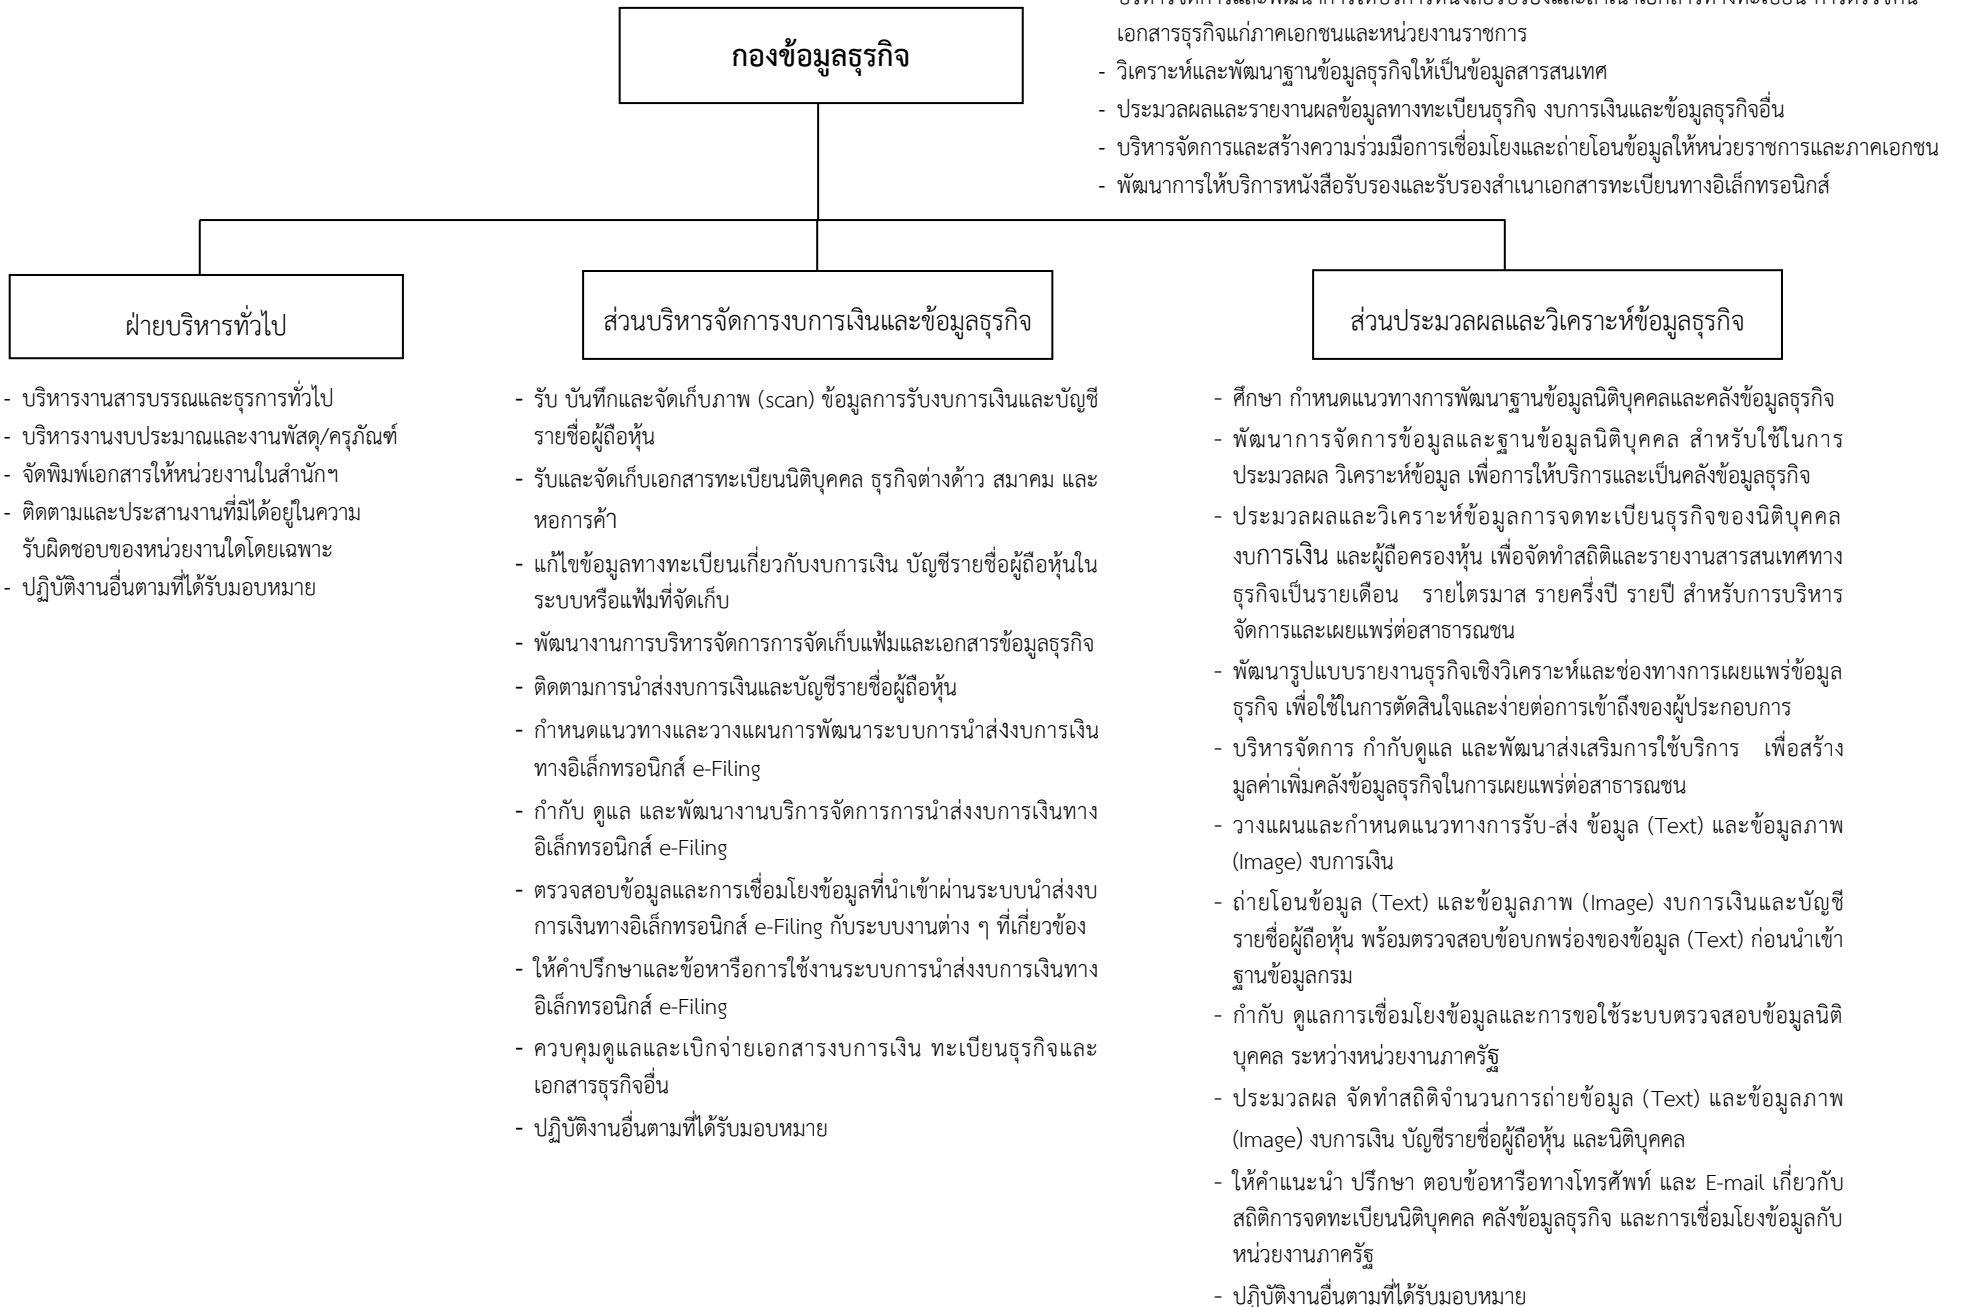 กองข้อมูลธุรกิจ
เอกสารธุรกิจแก่ภาคเอกชนและหน่วยงานราชการ
- วิเคราะห์และพัฒนาฐานข้อมูลธุรกิจให้เป็นข้อมูลสารสนเทศ
- ประมวลผลและรายงานผลข้อมูลทางทะเบียนธุรกิจ งบการเงินและข้อมูลธุรกิจอื่น
- บริหารจัดการและสร้างความร่วมมือการเชื่อมโยงและถ่ายโอนข้อมูลให้หน่วยราชการและภาคเอกชน
- พัฒนาการให้บริการหนังสือรับรองและรับรองสำเนาเอกสารทะเบียนทางอิเล็กทรอนิกส์
ฝ่ายบริหารทั่วไป
- บริหารงานสารบรรณและธุรการทั่วไป
- บริหารงานงบประมาณและงานพัสดุ/ครุภัณฑ์
- จัดพิมพ์เอกสารให้หน่วยงานในสำนักฯ
- ติดตามและประสานงานที่มิได้อยู่ในความ
รับผิดชอบของหน่วยงานใดโดยเฉพาะ
- ปฏิบัติงานอื่นตามที่ได้รับมอบหมาย
ส่วนบริหารจัดการงบการเงินและข้อมูลธุรกิจ
- รับ บันทึกและจัดเก็บภาพ (scan) ข้อมูลการรับงบการเงินและบัญชี
รายชื่อผู้ถือหุ้น
- รับและจัดเก็บเอกสารทะเบียนนิติบุคคล ธุรกิจต่างด้าว สมาคม และ
หอการค้า
- แก้ไขข้อมูลทางทะเบียนเกี่ยวกับงบการเงิน บัญชีรายชื่อผู้ถือหุ้นใน
ระบบหรือแฟ้มที่จัดเก็บ
- พัฒนางานการบริหารจัดการการจัดเก็บแฟ้มและเอกสารข้อมูลธุรกิจ
- ติดตามการนำส่งงบการเงินและบัญชีรายชื่อผู้ถือหุ้น
- กำหนดแนวทางและวางแผนการพัฒนาระบบการนำส่งงบการเงิน
ทางอิเล็กทรอนิกส์ e-Filing
- กำกับ ดูแล และพัฒนางานบริการจัดการการนำส่งงบการเงินทาง
อิเล็กทรอนิกส์ e-Filing
- ตรวจสอบข้อมูลและการเชื่อมโยงข้อมูลที่นำเข้าผ่านระบบนำส่งงบ
การเงินทางอิเล็กทรอนิกส์ e-Filing กับระบบงานต่าง ๆ ที่เกี่ยวข้อง
- ให้คำปรึกษาและข้อหารือการใช้งานระบบการนำส่งงบการเงินทาง
อิเล็กทรอนิกส์ e-Filing
- ควบคุมดูแลและเบิกจ่ายเอกสารงบการเงิน ทะเบียนธุรกิจและ
เอกสารธุรกิจอื่น
- ปฏิบัติงานอื่นตามที่ได้รับมอบหมาย
ส่วนประมวลผลและวิเคราะห์ข้อมูลธุรกิจ
- ศึกษา กำหนดแนวทางการพัฒนาฐานข้อมูลนิติบุคคลและคลังข้อมูลธุรกิจ
- พัฒนาการจัดการข้อมูลและฐานข้อมูลนิติบุคคล สำหรับใช้ในการ
ประมวลผล วิเคราะห์ข้อมูล เพื่อการให้บริการและเป็นคลังข้อมูลธุรกิจ
- ประมวลผลและวิเคราะห์ข้อมูลการจดทะเบียนธุรกิจของนิติบุคคล
งบการเงิน และผู้ถือครองหุ้น เพื่อจัดทำสถิติและรายงานสารสนเทศทาง
ธุรกิจเป็นรายเดือน รายไตรมาส รายครึ่งปี รายปี สำหรับการบริหาร
จัดการและเผยแพร่ต่อสาธารณชน
- พัฒนารูปแบบรายงานธุรกิจเชิงวิเคราะห์และช่องทางการเผยแพร่ข้อมูล
ธุรกิจ เพื่อใช้ในการตัดสินใจและง่ายต่อการเข้าถึงของผู้ประกอบการ
- บริหารจัดการ กำกับดูแล และพัฒนาส่งเสริมการใช้บริการ เพื่อสร้าง
มูลค่าเพิ่มคลังข้อมูลธุรกิจในการเผยแพร่ต่อสาธารณชน
- วางแผนและกำหนดแนวทางการรับ-ส่ง ข้อมูล (Text) และข้อมูลภาพ
(Image) งบการเงิน
- ถ่ายโอนข้อมูล (Text) และข้อมูลภาพ (Image) งบการเงินและบัญชี
รายชื่อผู้ถือหุ้น พร้อมตรวจสอบข้อบกพร่องของข้อมูล (Text) ก่อนนำเข้า
ฐานข้อมูลกรม
- กำกับ ดูแลการเชื่อมโยงข้อมูลและการขอใช้ระบบตรวจสอบข้อมูลนิติ
บุคคล ระหว่างหน่วยงานภาครัฐ
- ประมวลผล จัดทำสถิติจำนวนการถ่ายข้อมูล (Text) และข้อมูลภาพ
(Image) งบการเงิน บัญชีรายชื่อผู้ถือหุ้น และนิติบุคคล
- ให้คำแนะนำ ปรึกษา ตอบข้อหารือทางโทรศัพท์ และ E-mail เกี่ยวกับ
สถิติการจดทะเบียนนิติบุคคล คลังข้อมูลธุรกิจ และการเชื่อมโยงข้อมูลกับ
หน่วยงานภาครัฐ
- ปฏิบัติงานอื่นตามที่ได้รับมอบหมาย